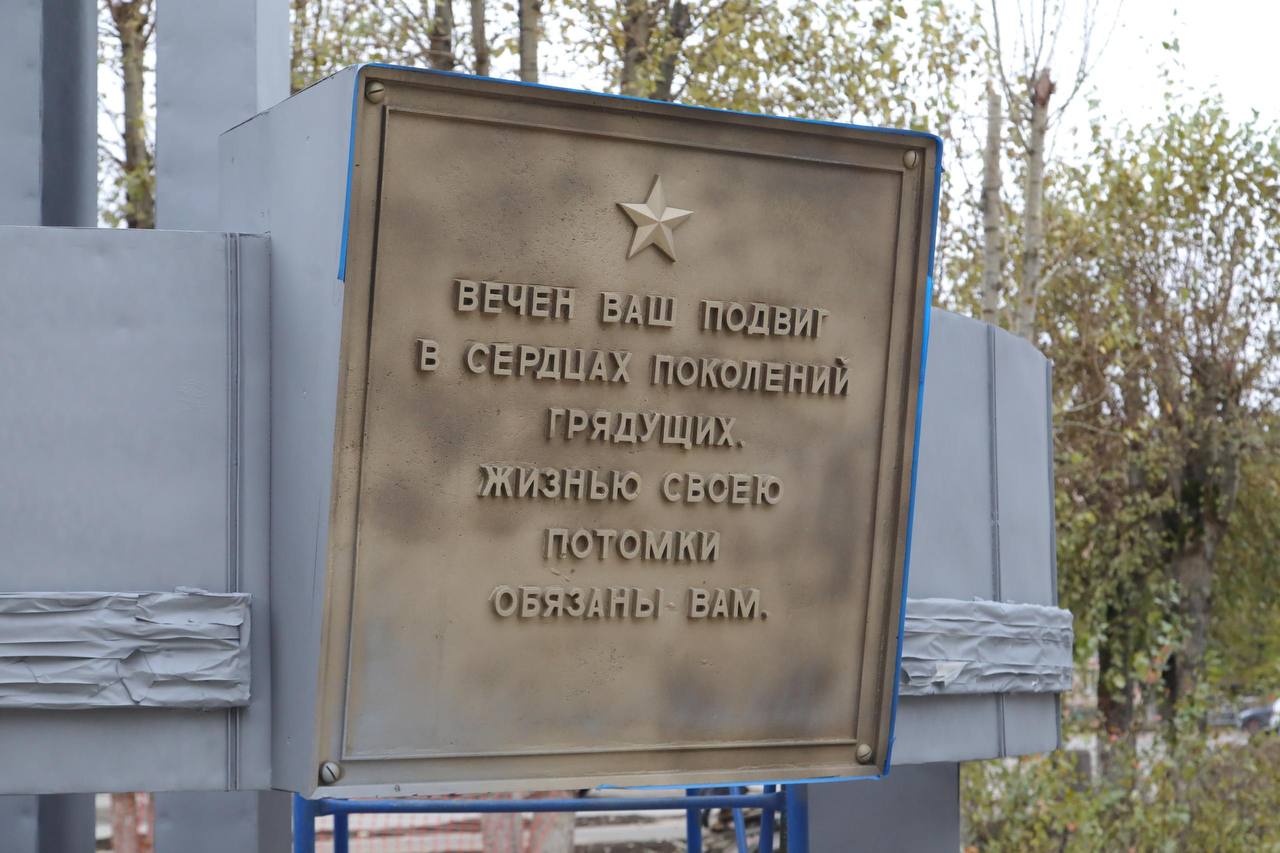 ВЕЧЕН ВАШ ПОДВИГ
В СЕРДЦАХ ПОКОЛЕНИЙ
ГРЯДУЩИХ.
ЖИЗНЬЮ СВОЕЮ
ПОТОМКИ
ОБЯЗАНЫ ВАМ.